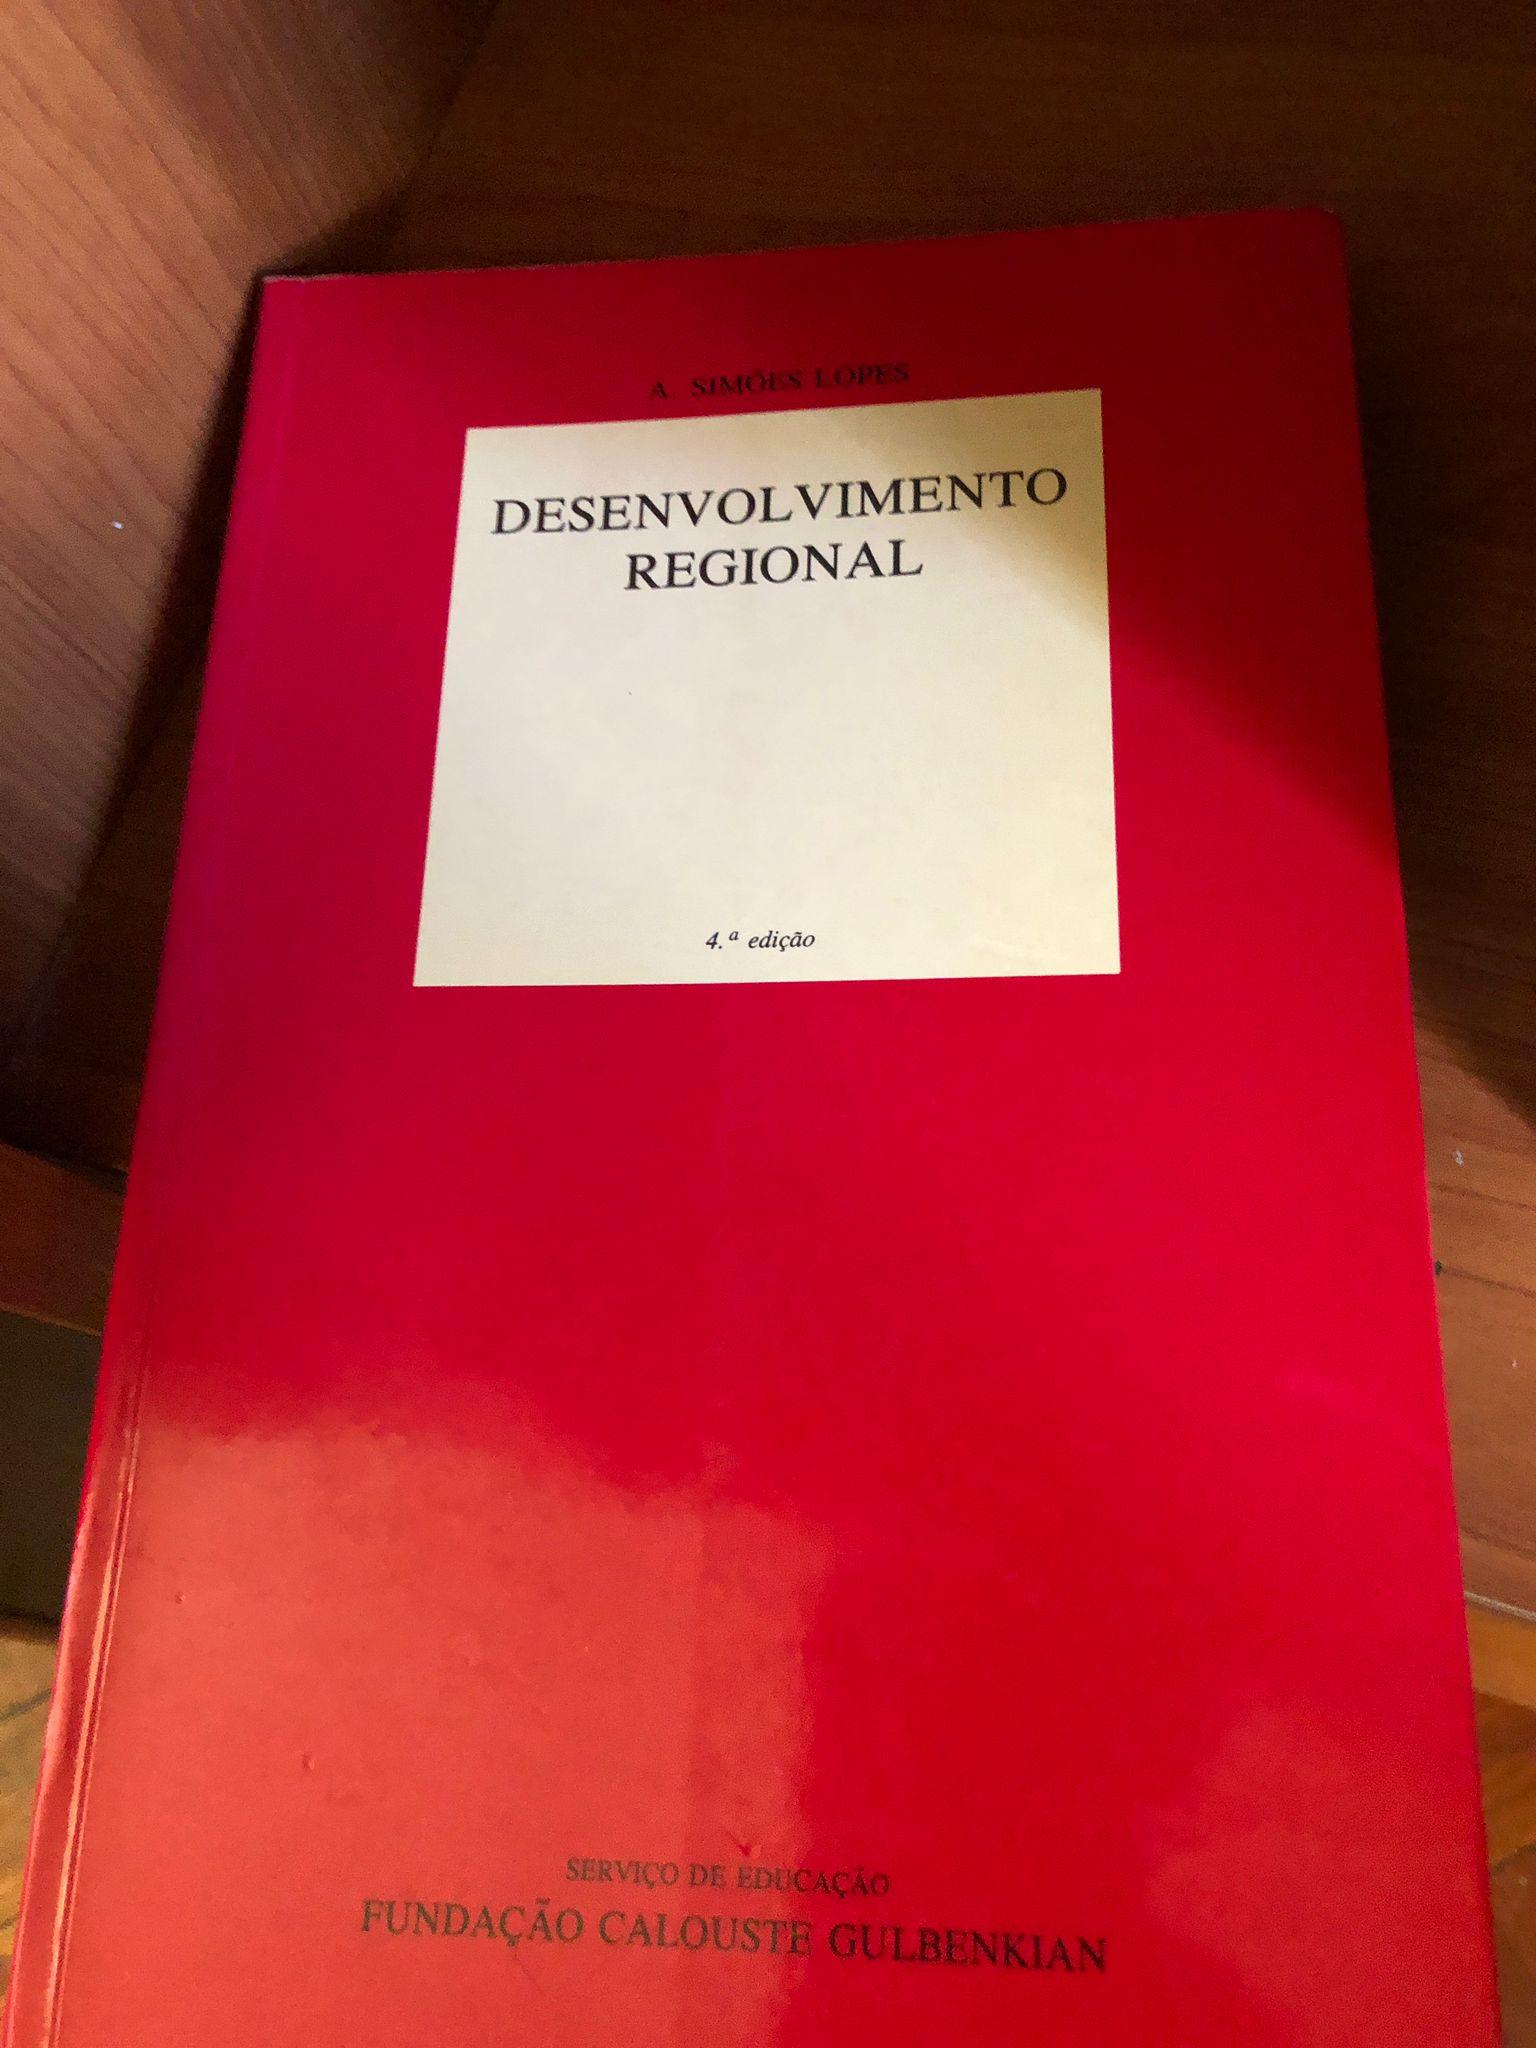 A. SIMÕES LOPES
DESENVOLVIMENTO
REGIONAL
4.ª edição
SERVIÇO DE EDUCAÇÃO
FUNDAÇÃO CALOUSTE GULBENKIAN